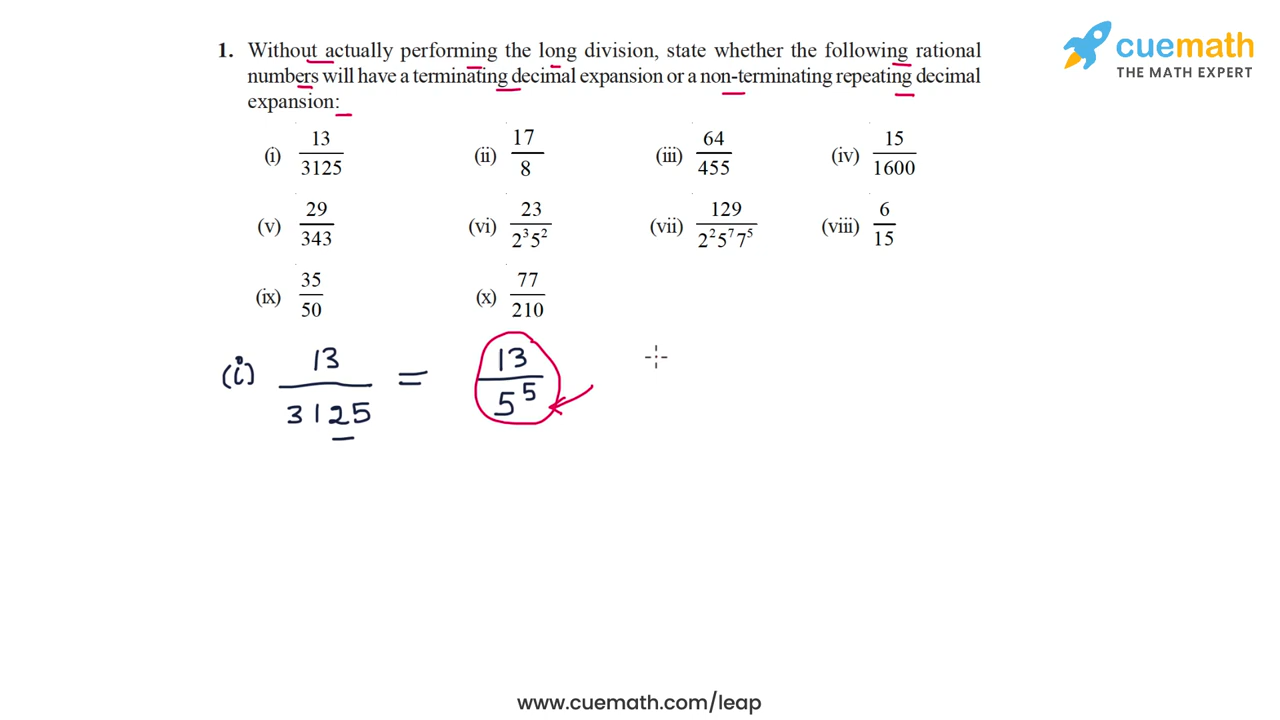 cuemath
THE MATH EXPERT
1. Without actually performing the long division, state whether the following rational
numbers will have a terminating decimal expansion or a non-terminating repeating decimal
expansion:
(i) 13/3125 (ii) 17/8 (iii) 64/455 (iv) 15/1600
(v) 29/343 (vi) 23/2³5² (vii) 129/2²5⁷7⁵ (viii) 6/15
(ix) 35/50 (x) 77/210
(i) 13/3125 = 13/5⁵
www.cuemath.com/leap